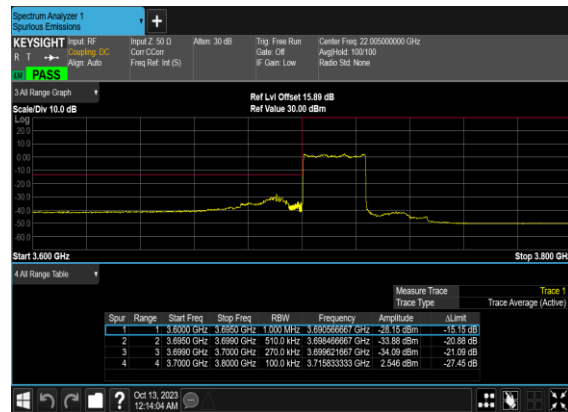 Spectrum Analyzer 1
Spurious Emissions
KEYSIGHT
R T
LW PASS
Input: RF
Coupling: DC
Align: Auto
Input Z: 50 Ω
Corr CCorr
Freq Ref: Int (S)
Atten: 30 dB
Trig: Free Run
Gate: Off
IF Gain: Low
Center Freq: 22.005000000 GHz
Avg|Hold: 100/100
Radio Std: None
3 All Range Graph
Scale/Div 10.0 dB
Ref Lvl Offset 15.89 dB
Ref Value 30.00 dBm
Log
20.0
10.0
0.00
-10.0
-20.0
-30.0
-40.0
-50.0
-60.0
Start 3.600 GHz
Stop 3.800 GH
4 All Range Table
Measure Trace Trace 1
Trace Type Trace Average (Active)
Spur Range Start Freq Stop Freq RBW Frequency Amplitude ΔLimit
1 1 3.6000 GHz 3.6950 GHz 1.000 MHz 3.690566667 GHz -28.15 dBm -15.15 dB
2 2 3.6950 GHz 3.6990 GHz 510.0 kHz 3.698466667 GHz -33.88 dBm -20.88 dB
3 3 3.6990 GHz 3.7000 GHz 270.0 kHz 3.699621667 GHz -34.09 dBm -21.09 dB
4 4 3.7000 GHz 3.8000 GHz 100.0 kHz 3.715833333 GHz 2.546 dBm -27.45 dB
?
Oct 13, 2023
12:14:04 AM